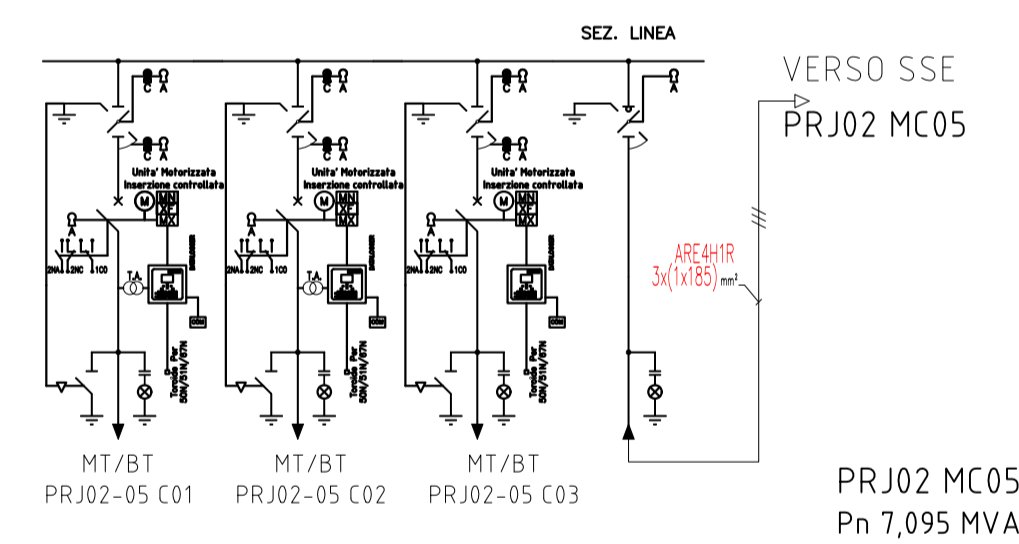 SEZ. LINEA
VERSO SSE
PRJ02 MC05
C A
C A
C A
A
C A
C A
C A
Unita' Motorizzata
Inserzione controllata
Unita' Motorizzata
Inserzione controllata
Unita' Motorizzata
Inserzione controllata
M
M
M
MN
XF
MX
MN
XF
MX
MN
XF
MX
A
A
A
2NA 2NC 1CO
2NA 2NC 1CO
2NA 2NC 1CO
T.A.
T.A.
COM
COM
COM
ARE4H1R
3x(1x185) mm²
Toroide Per
50N/51N/67N
Toroide Per
50N/51N/67N
Toroide Per
50N/51N/67N
MT/BT
PRJ02-05 C01
MT/BT
PRJ02-05 C02
MT/BT
PRJ02-05 C03
PRJ02 MC05
Pn 7,095 MVA